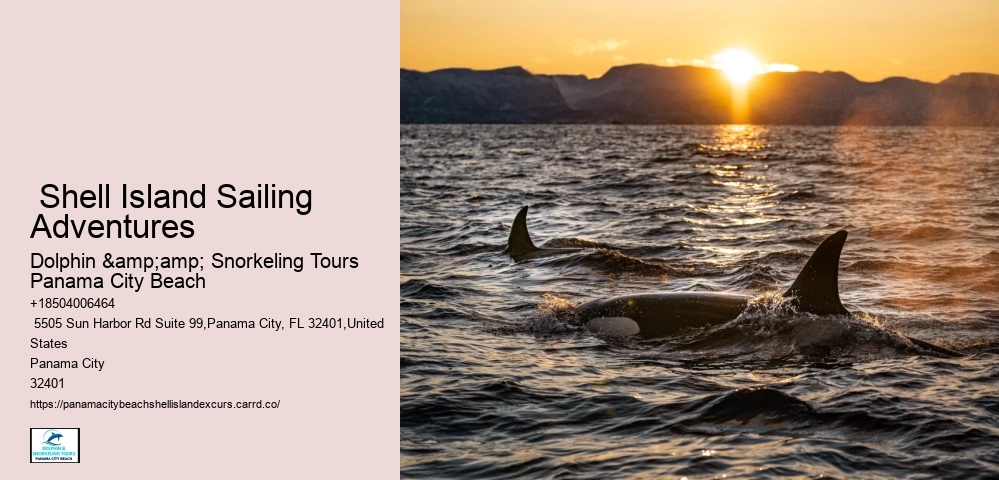 Shell Island Sailing
Adventures
Dolphin &amp;amp; Snorkeling Tours
Panama City Beach
+18504006464
5505 Sun Harbor Rd Suite 99,Panama City, FL 32401,United
States
Panama City
32401
https://panamacitybeachshellislandexcurs.carrd.co/
DOLPHIN &
SNORKELING TOURS
PANAMA CITY BEACH